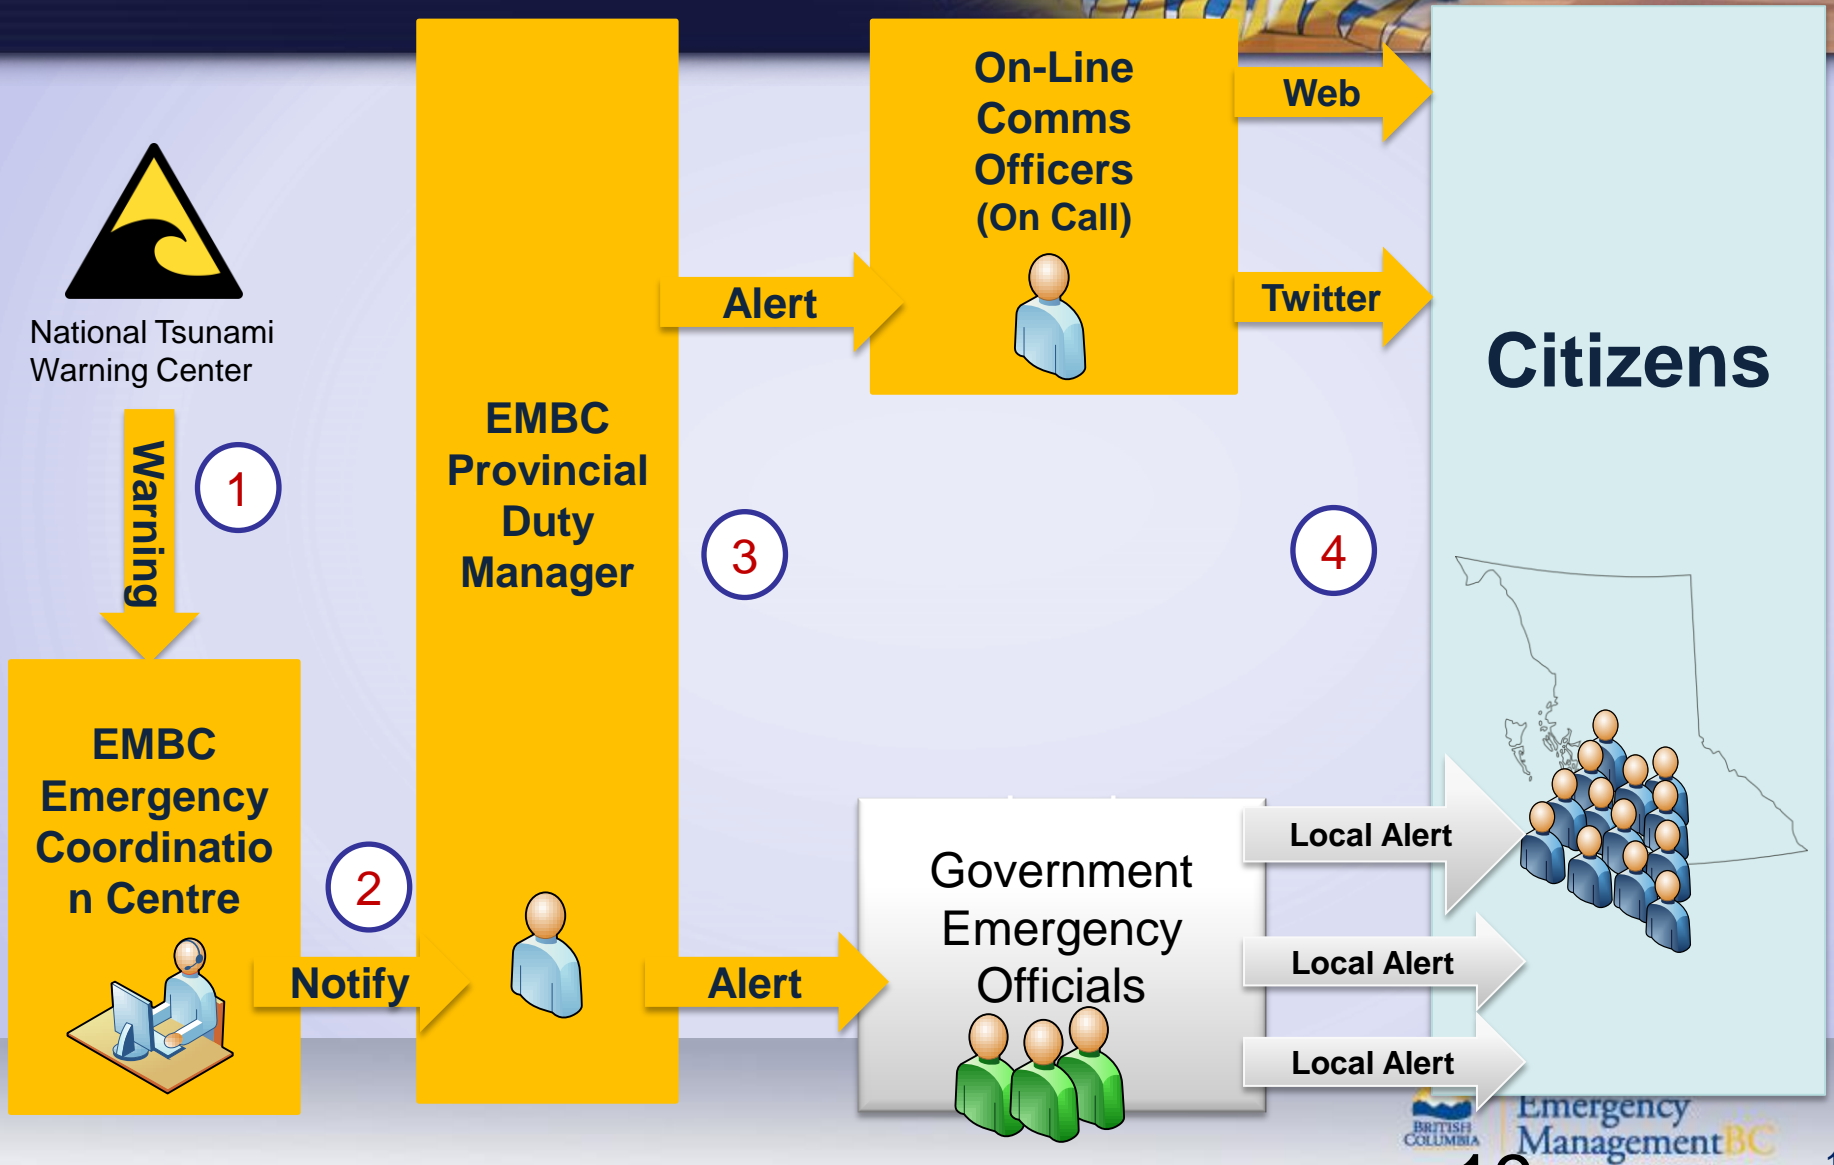 National Tsunami
Warning Center
Warning
1
EMBC
Emergency
Coordinatio
n Centre
2
Notify
EMBC
Provincial
Duty
Manager
3
Alert
Alert
On-Line
Comms
Officers
(On Call)
Government
Emergency
Officials
4
Web
Twitter
Local Alert
Local Alert
Local Alert
Citizens
BRITISH
COLUMBIA
Emergency
ManagementBC